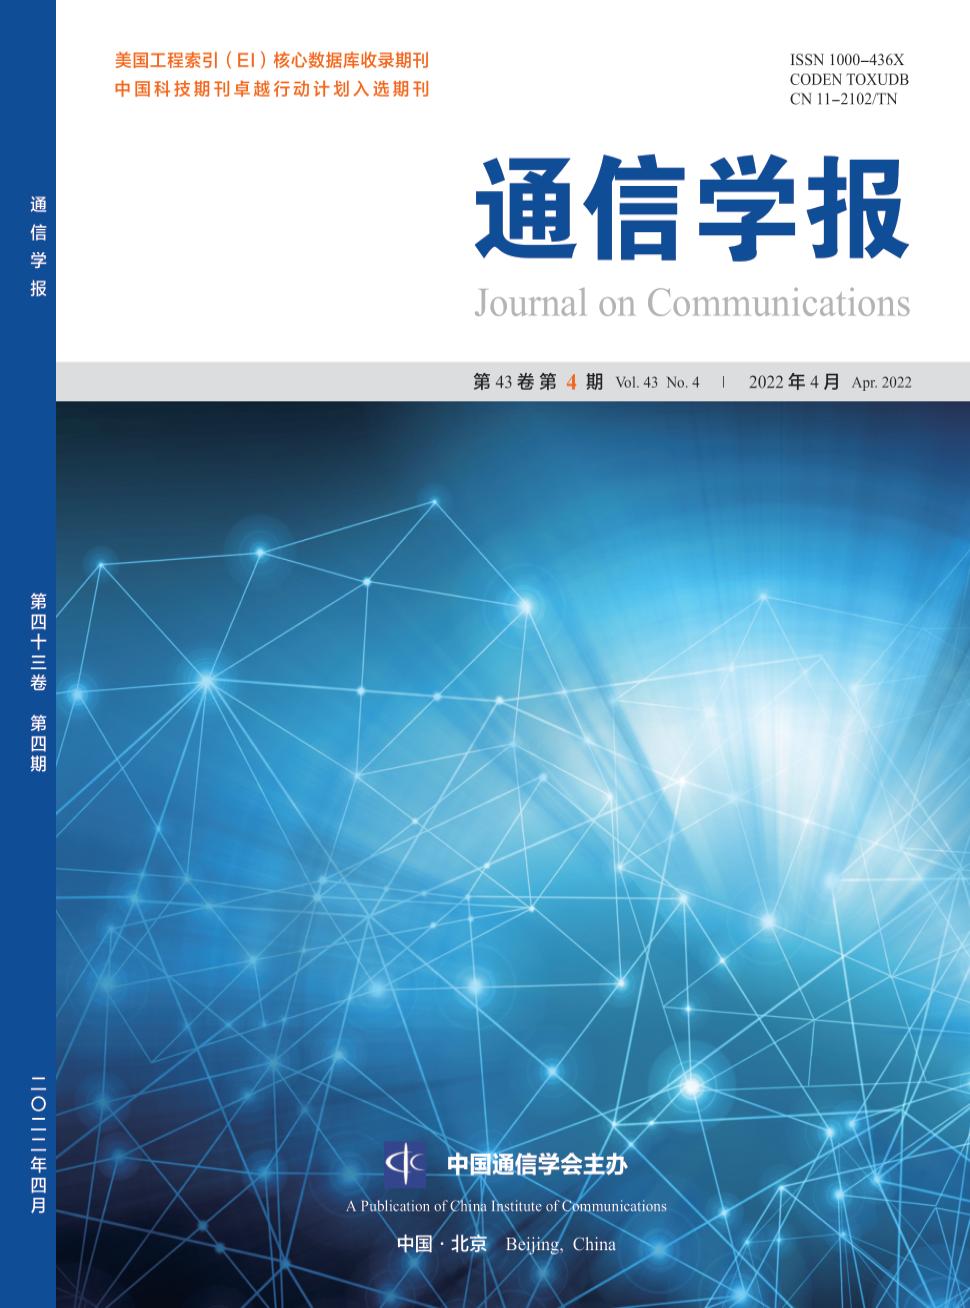 美国工程索引（EI）核心数据库收录期刊
中国科技期刊卓越行动计划入选期刊
ISSN 1000-436X
CODEN TOXUDB
CN 11-2102/TN
通信学报
Journal on Communications
第43卷第4期 Vol. 43 No. 4 | 2022年4月 Apr. 2022
通信学报
第四十三卷 第四期
二〇二二年四月
中国通信学会主办
A Publication of China Institute of Communications
中国·北京 Beijing, China